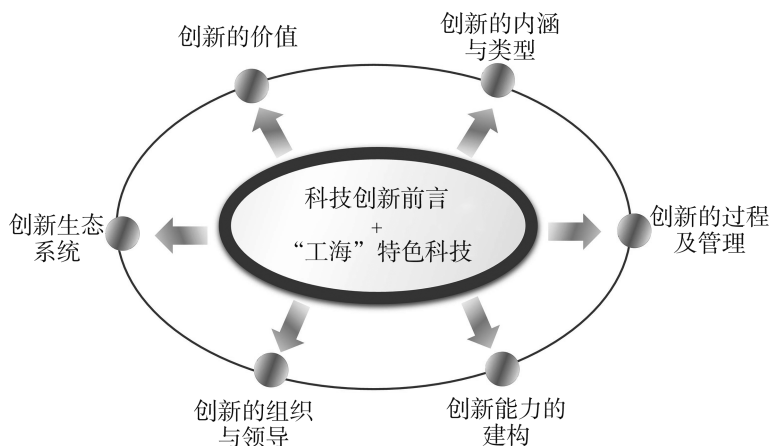 创新的价值
创新的内涵
与类型
科技创新前言
+
“工海”特色科技
创新生态
系统
创新的过程
及管理
创新的组织
与领导
创新能力的
建构